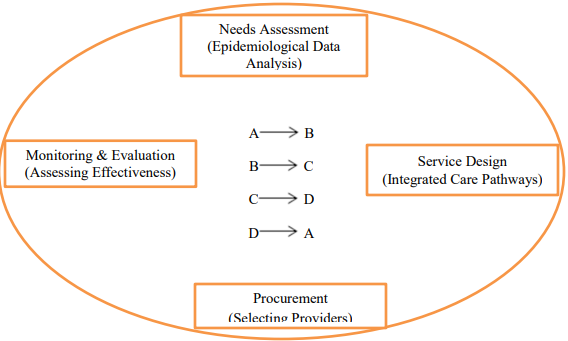 Needs Assessment
(Epidemiological Data
Analysis)
A → B
Monitoring & Evaluation
(Assessing Effectiveness)
B → C
Service Design
(Integrated Care Pathways)
C → D
D → A
Procurement
(Selecting Providers)